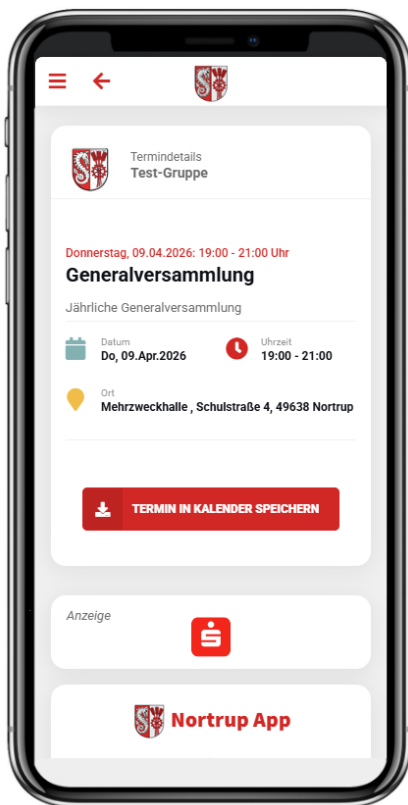 Termindetails
Test-Gruppe
Donnerstag, 09.04.2026: 19:00 - 21:00 Uhr
Generalversammlung
Jährliche Generalversammlung
Datum
Do, 09.Apr.2026
Uhrzeit
19:00 - 21:00
Ort
Mehrzweckhalle , Schulstraße 4, 49638 Nortrup
TERMIN IN KALENDER SPEICHERN
Anzeige
Nortrup App